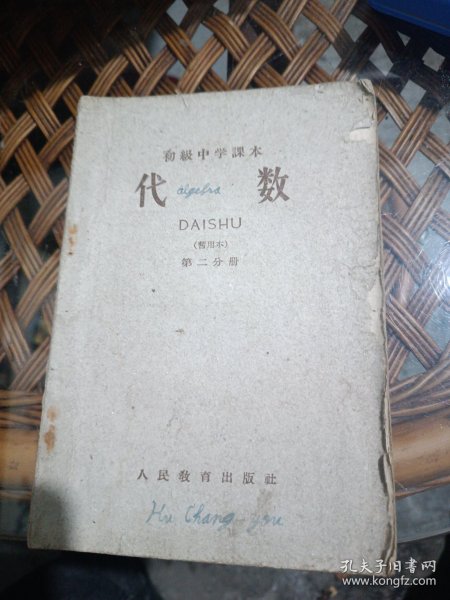 初級中学課本
代 algebra 数
DAISHU
(暫用本)
第二分册
人民教育出版社
Hu Chang-you
孔夫子旧书网
www.kongfz.com